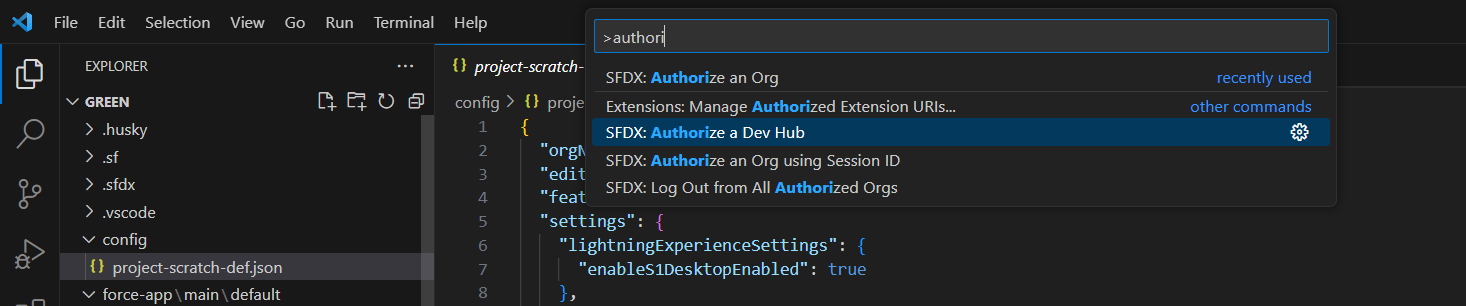 File Edit Selection View Go Run Terminal Help
>authori
SFDX: Authorize an Org recently used
Extensions: Manage Authorized Extension URIs... other commands
SFDX: Authorize a Dev Hub
SFDX: Authorize an Org using Session ID
SFDX: Log Out from All Authorized Orgs
EXPLORER ...
GREEN
.husky
.sf
.sfdx
.vscode
config
{} project-scratch-def.json
force-app\main\default
{} project-scratch-
config > {} proje
1 {
2 "orgN
3 "edit
4 "feat
5 "settings": {
6 "lightningExperienceSettings": {
7 "enableS1DesktopEnabled": true
8 },